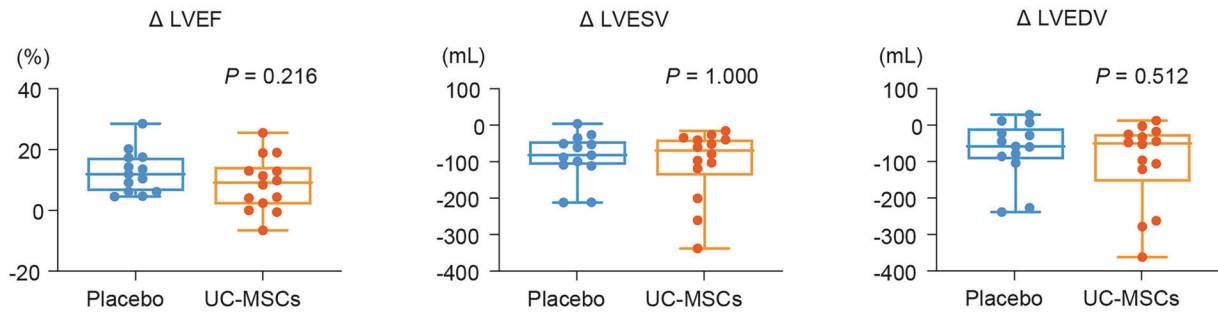 Δ LVEF
(%)
P = 0.216
40
20
0
-20
Placebo
UC-MSCs
Δ LVESV
(mL)
P = 1.000
100
0
-100
-200
-300
-400
Placebo
UC-MSCs
Δ LVEDV
(mL)
P = 0.512
100
0
-100
-200
-300
-400
Placebo
UC-MSCs